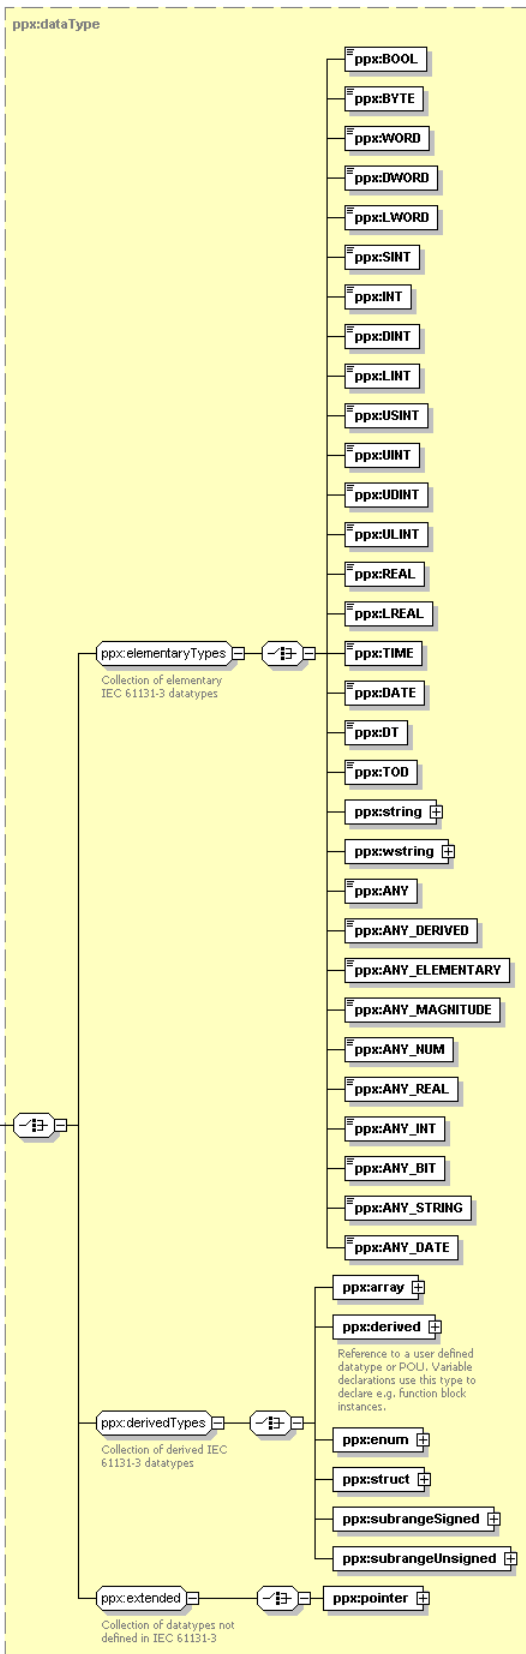 ppx:dataType
ppx:BOOL
ppx:BYTE
ppx:WORD
ppx:DWORD
ppx:LWORD
ppx:SINT
ppx:INT
ppx:DINT
ppx:LINT
ppx:USINT
ppx:UINT
ppx:UDINT
ppx:ULINT
ppx:REAL
ppx:LREAL
ppx:elementaryTypes
Collection of elementary
IEC 61131-3 datatypes
ppx:TIME
ppx:DATE
ppx:DT
ppx:TOD
ppx:string
ppx:wstring
ppx:ANY
ppx:ANY_DERIVED
ppx:ANY_ELEMENTARY
ppx:ANY_MAGNITUDE
ppx:ANY_NUM
ppx:ANY_REAL
ppx:ANY_INT
ppx:ANY_BIT
ppx:ANY_STRING
ppx:ANY_DATE
ppx:derivedTypes
Collection of derived IEC
61131-3 datatypes
ppx:array
ppx:derived
Reference to a user defined
datatype or POU. Variable
declarations use this type to
declare e.g. function block
instances.
ppx:enum
ppx:struct
ppx:subrangeSigned
ppx:subrangeUnsigned
ppx:extended
Collection of datatypes not
defined in IEC 61131-3
ppx:pointer